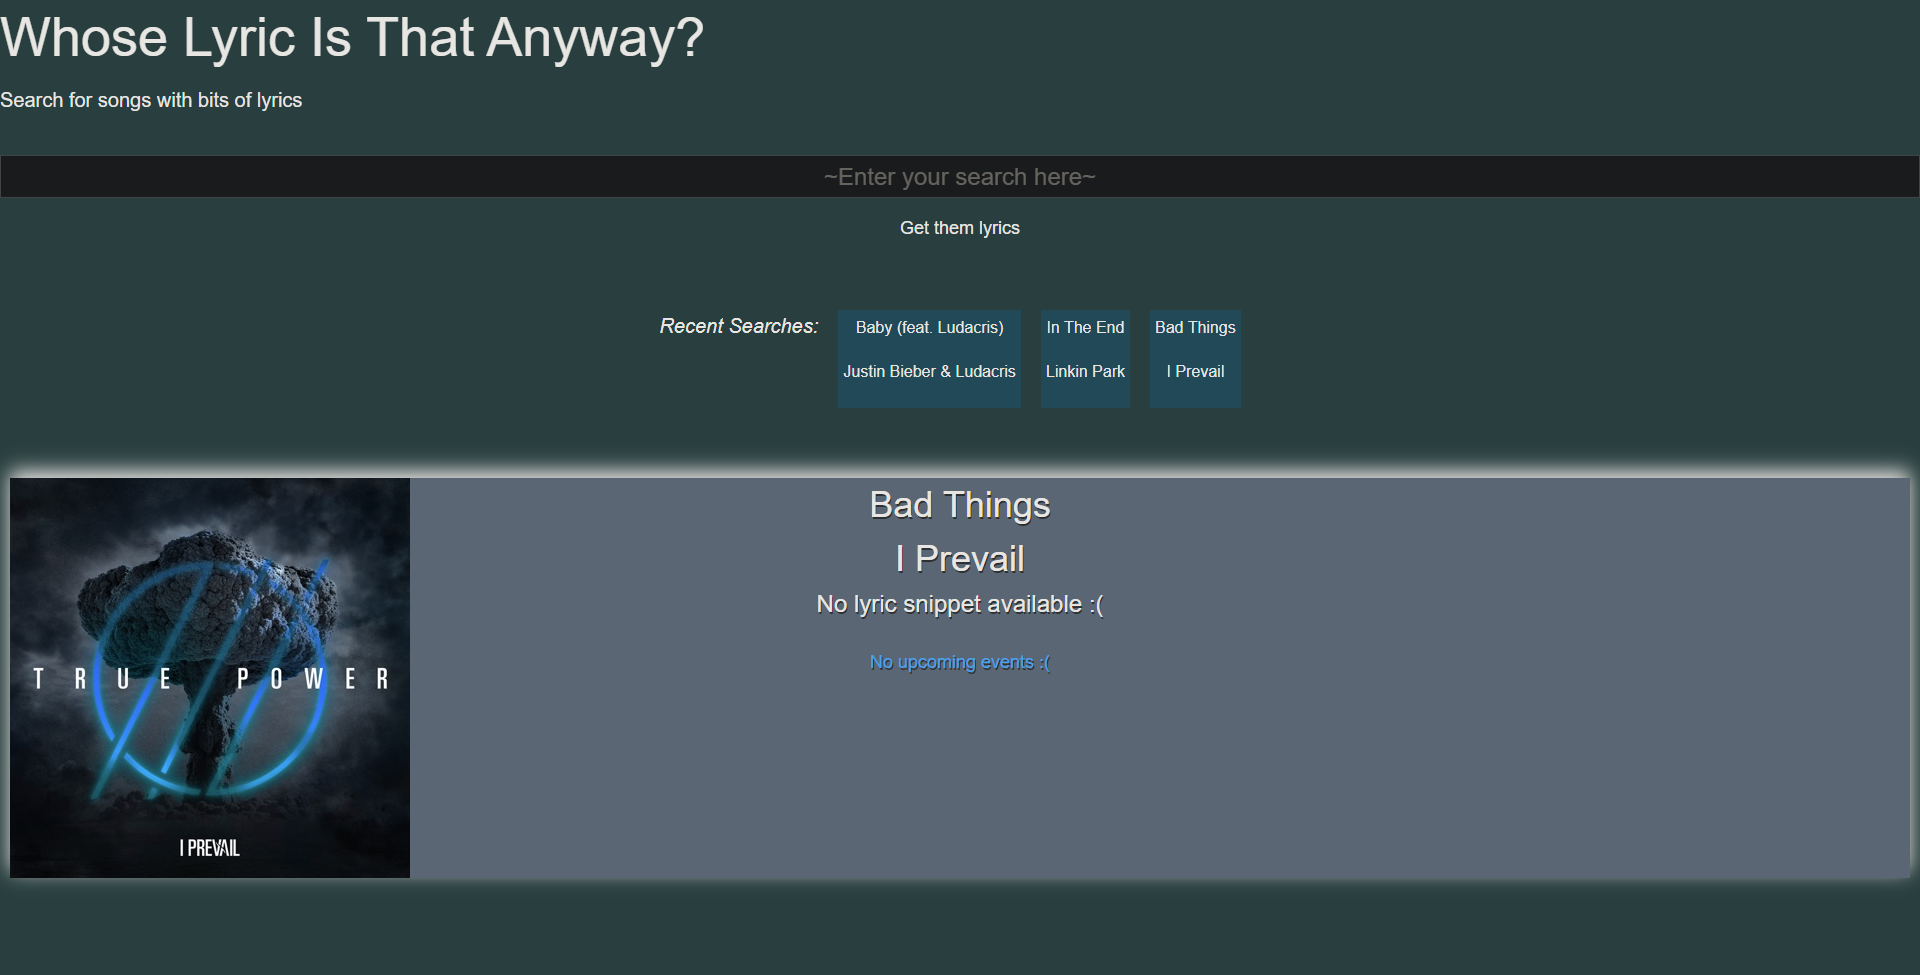 Whose Lyric Is That Anyway?
Search for songs with bits of lyrics
~Enter your search here~
Get them lyrics
Recent Searches:
Baby (feat. Ludacris)
Justin Bieber & Ludacris
In The End
Linkin Park
Bad Things
I Prevail
TRUE POWER
I PREVAIL
Bad Things
I Prevail
No lyric snippet available :(
No upcoming events :(